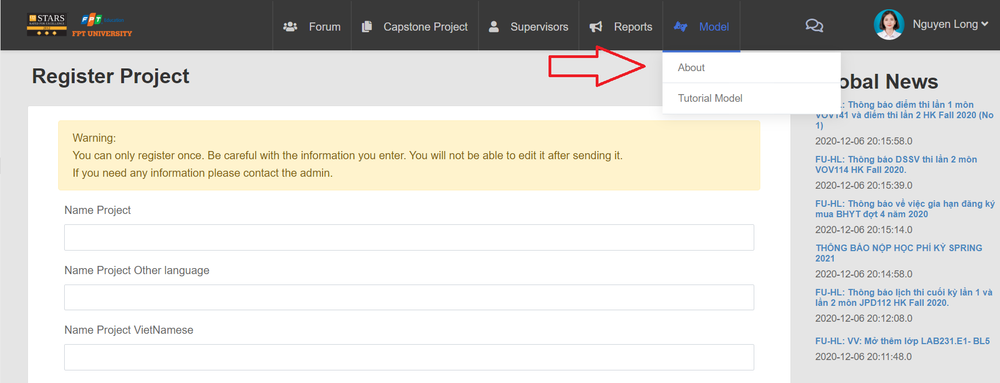 STARS
RATED FOR EXCELLENCE
2012
FPT Education
FPT UNIVERSITY
Forum
Capstone Project
Supervisors
Reports
Model
Nguyen Long
About
Tutorial Model
Register Project
Warning:
You can only register once. Be careful with the information you enter. You will not be able to edit it after sending it.
If you need any information please contact the admin.
Name Project
Name Project Other language
Name Project VietNamese
obal News
: Thông báo điểm thi lần 1 môn
VOV141 và điểm thi lần 2 HK Fall 2020 (No
1)
2020-12-06 20:15:58.0
FU-HL: Thông báo DSSV thi lần 2 môn
VOV114 HK Fall 2020.
2020-12-06 20:15:39.0
FU-HL: Thông báo về việc gia hạn đăng ký
mua BHYT đợt 4 năm 2020
2020-12-06 20:15:14.0
THÔNG BÁO NỘP HỌC PHÍ KỲ SPRING
2021
2020-12-06 20:14:58.0
FU-HL: Thông báo lịch thi cuối kỳ lần 1 và
lần 2 môn JPD112 HK Fall 2020.
2020-12-06 20:12:08.0
FU-HL: VV: Mở thêm lớp LAB231.E1- BL5
2020-12-06 20:11:48.0